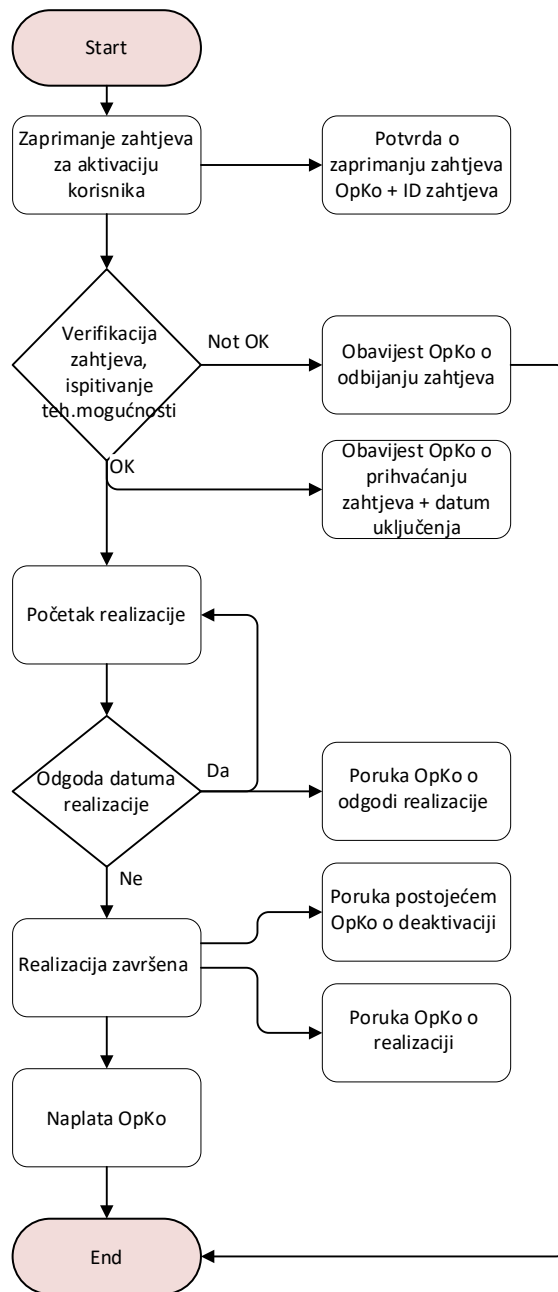 Start
Zaprimanje zahtjeva
za aktivaciju
korisnika
Potvrda o
zaprimanju zahtjeva
OpKo + ID zahtjeva
Verifikacija
zahtjeva,
ispitivanje
teh.mogućnosti
Not OK
Obavijest OpKo o
odbijanju zahtjeva
OK
Obavijest OpKo o
prihvaćanju
zahtjeva + datum
uključenja
Početak realizacije
Odgoda datuma
realizacije
Da
Poruka OpKo o
odgodi realizacije
Ne
Poruka postojećem
OpKo o deaktivaciji
Realizacija završena
Poruka OpKo o
realizaciji
Naplata OpKo
End